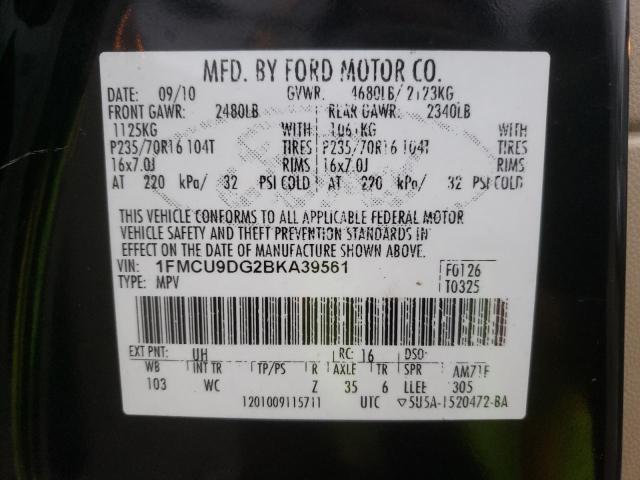 MFD. BY FORD MOTOR CO.
DATE: 09/10 GVWR: 4680LB/ 2123KG
FRONT GAWR: 2480LB REAR GAWR: 2340LB
1125KG WITH 1061KG WITH
P235/70R16 104T TIRES P235/70R16 104T TIRES
16x7.0J RIMS 16x7.0J RIMS
AT 220 kPa/ 32 PSI COLD AT 220 kPa/ 32 PSI COLD
THIS VEHICLE CONFORMS TO ALL APPLICABLE FEDERAL MOTOR
VEHICLE SAFETY AND THEFT PREVENTION STANDARDS IN
EFFECT ON THE DATE OF MANUFACTURE SHOWN ABOVE.
VIN: 1FMCU9DG2BKA39561 F0126
TYPE: MPV T0325
EXT PNT: UH RC: 16 DSO:
WB INT TR TP/PS R AXLE TR SPR AM71F
103 WC Z 35 6 LLEE 305
1201009115711 UTC ▽5U5A-1520472-BA